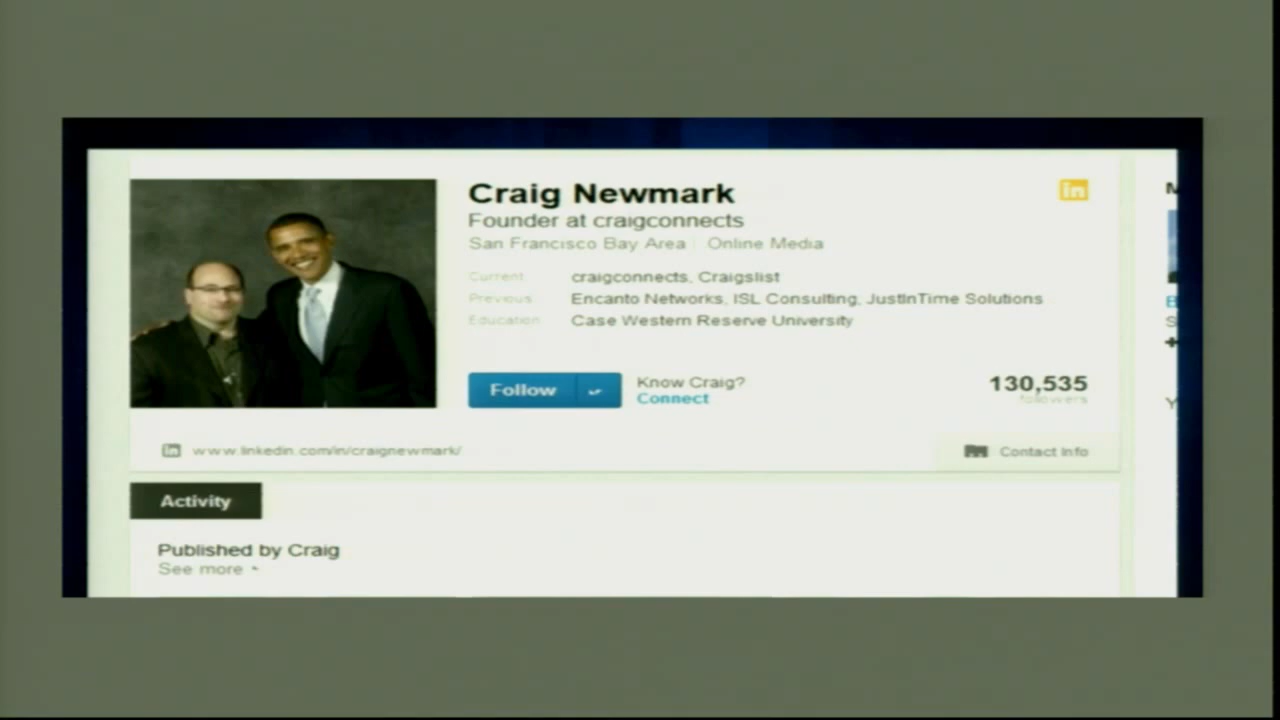 Craig Newmark
in
Founder at craigconnects
San Francisco Bay Area | Online Media
Current craigconnects, Craigslist
Previous Encanto Networks, ISL Consulting, JustInTime Solutions
Education Case Western Reserve University
Follow
Know Craig?
Connect
130,535
followers
in www.linkedin.com/in/craignewmark/
Contact Info
Activity
Published by Craig
See more
M
B
S
+
Y